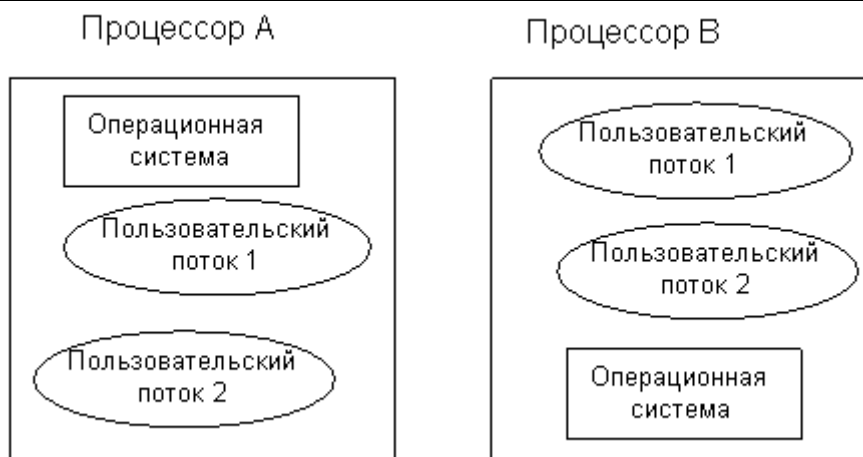 Процессор А
Операционная
система
Пользовательский
поток 1
Пользовательский
поток 2
Процессор В
Пользовательский
поток 1
Пользовательский
поток 2
Операционная
система